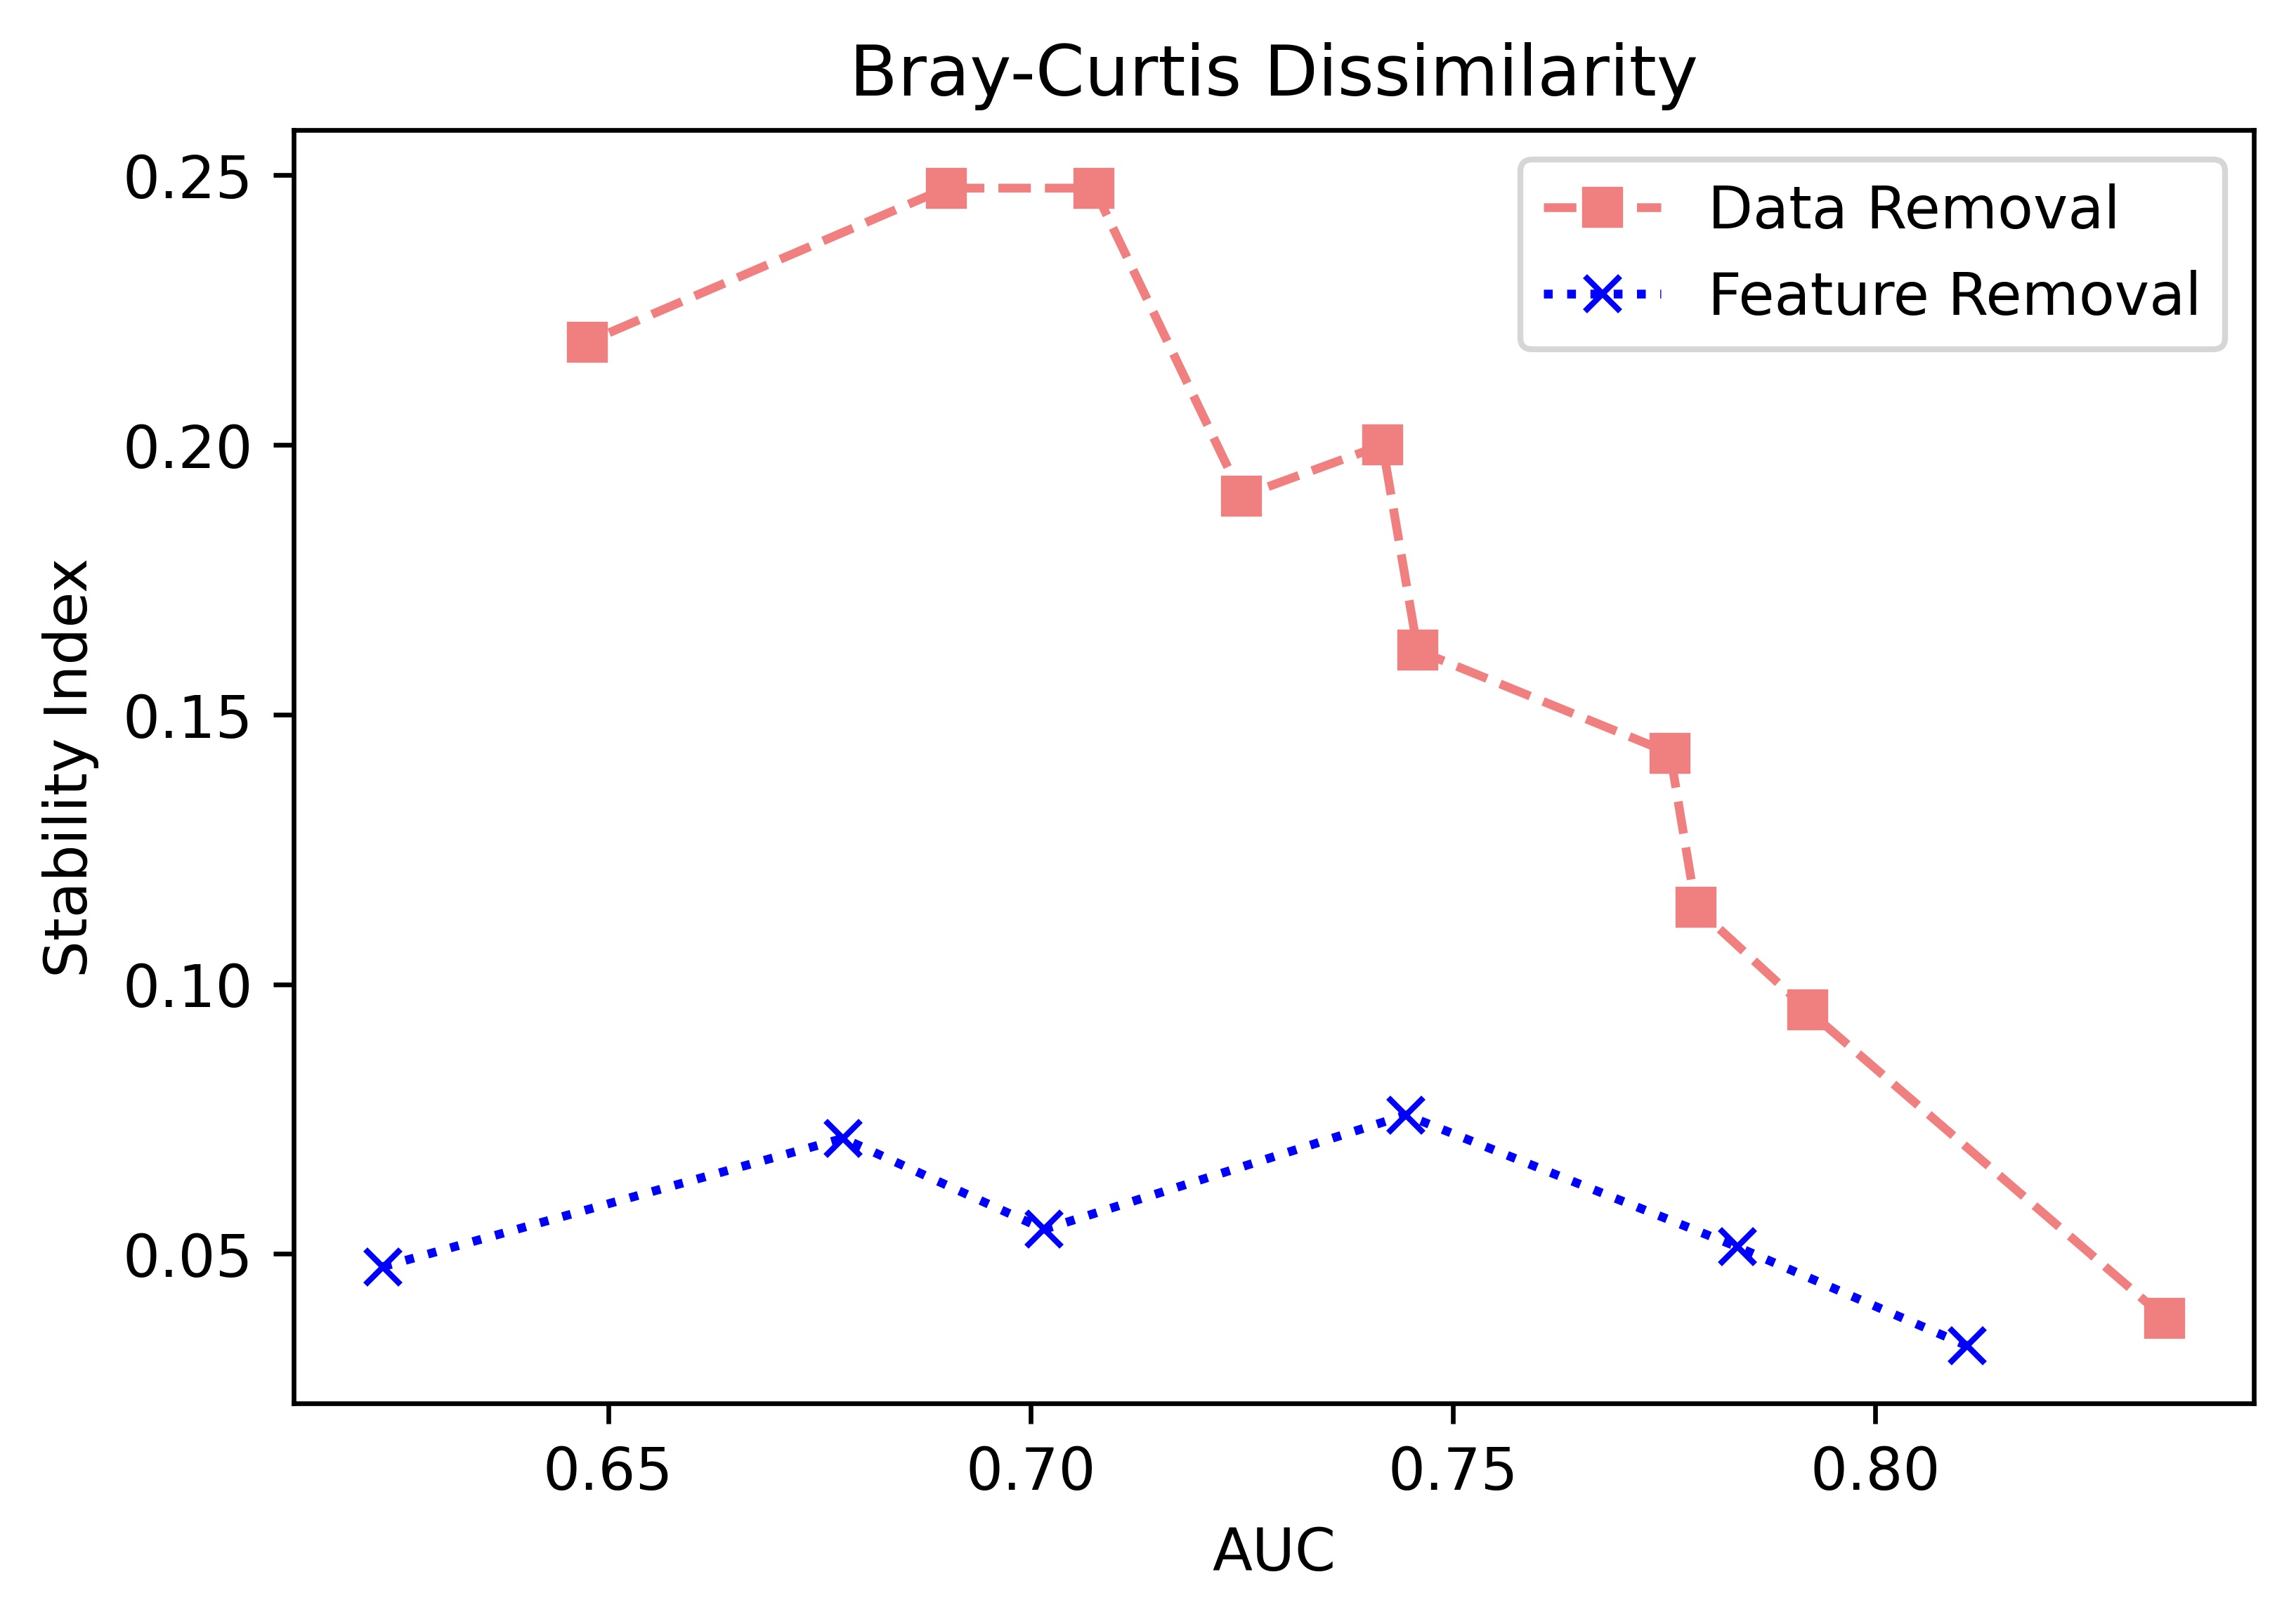 Bray-Curtis Dissimilarity
Data Removal
Feature Removal
Stability Index
0.25
0.20
0.15
0.10
0.05
0.65 0.70 0.75 0.80
AUC